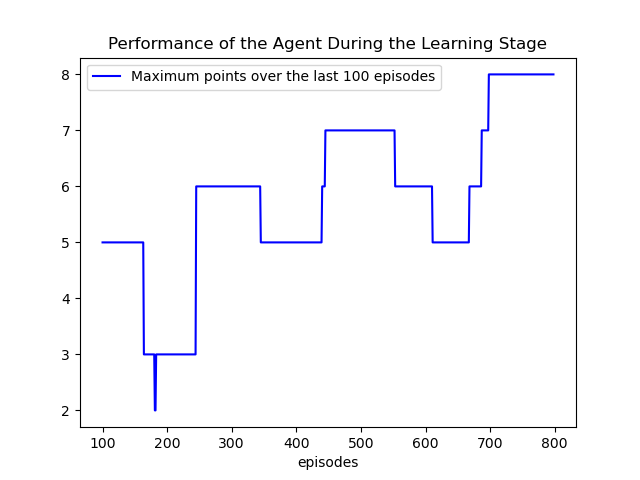 Performance of the Agent During the Learning Stage
Maximum points over the last 100 episodes
8
7
6
5
4
3
2
100 200 300 400 500 600 700 800
episodes